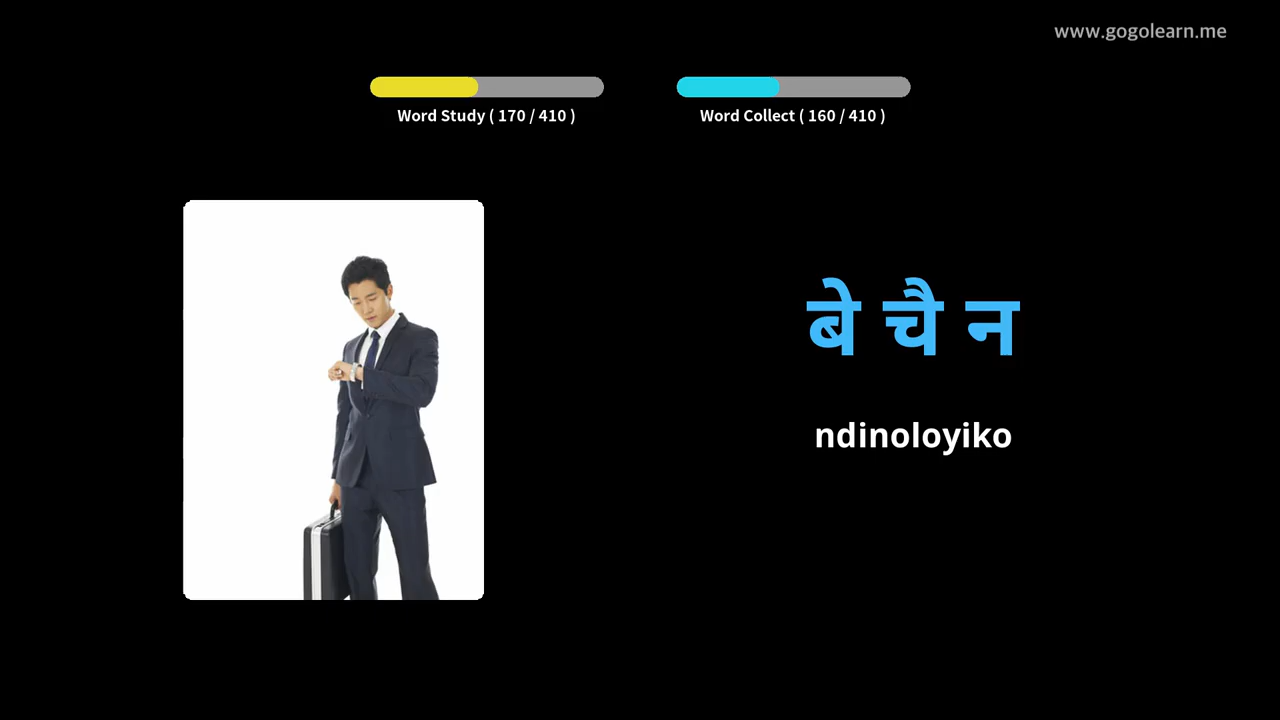 www.gogolearn.me
Word Study ( 170 / 410 )
Word Collect ( 160 / 410 )
बे चै न
ndinoloyiko